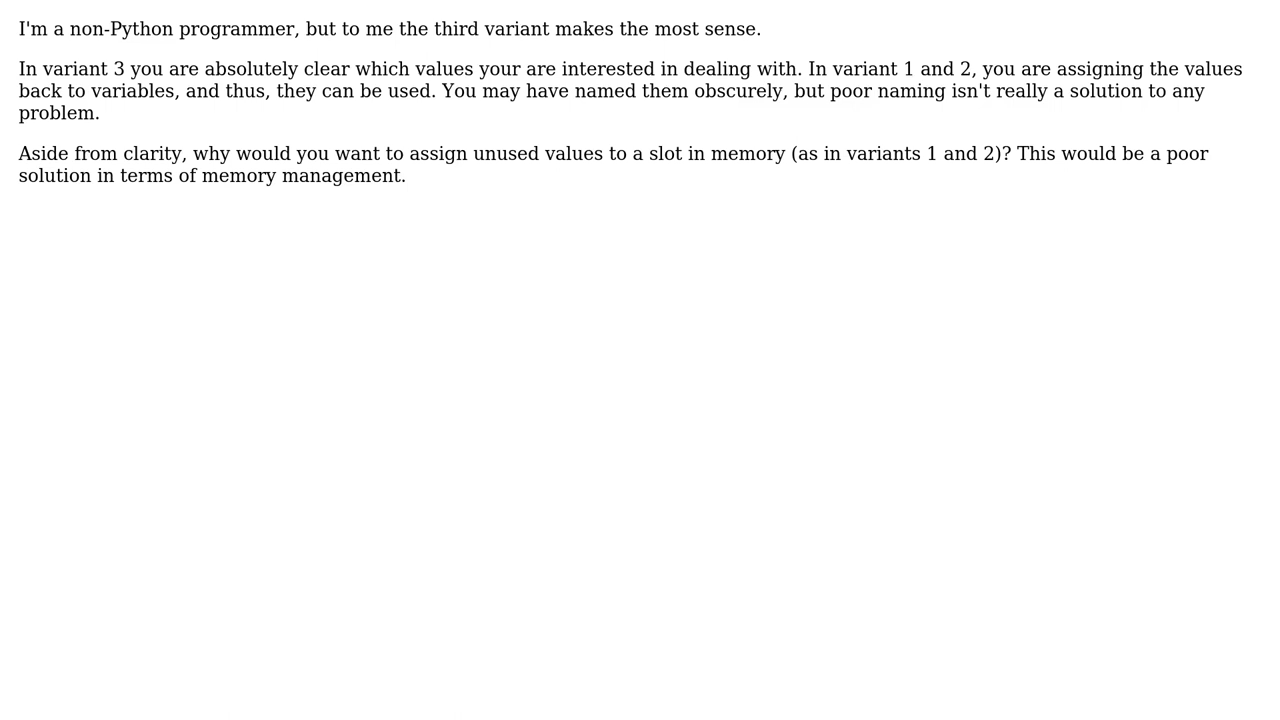 I'm a non-Python programmer, but to me the third variant makes the most sense.
In variant 3 you are absolutely clear which values your are interested in dealing with. In variant 1 and 2, you are assigning the values
back to variables, and thus, they can be used. You may have named them obscurely, but poor naming isn't really a solution to any
problem.
Aside from clarity, why would you want to assign unused values to a slot in memory (as in variants 1 and 2)? This would be a poor
solution in terms of memory management.